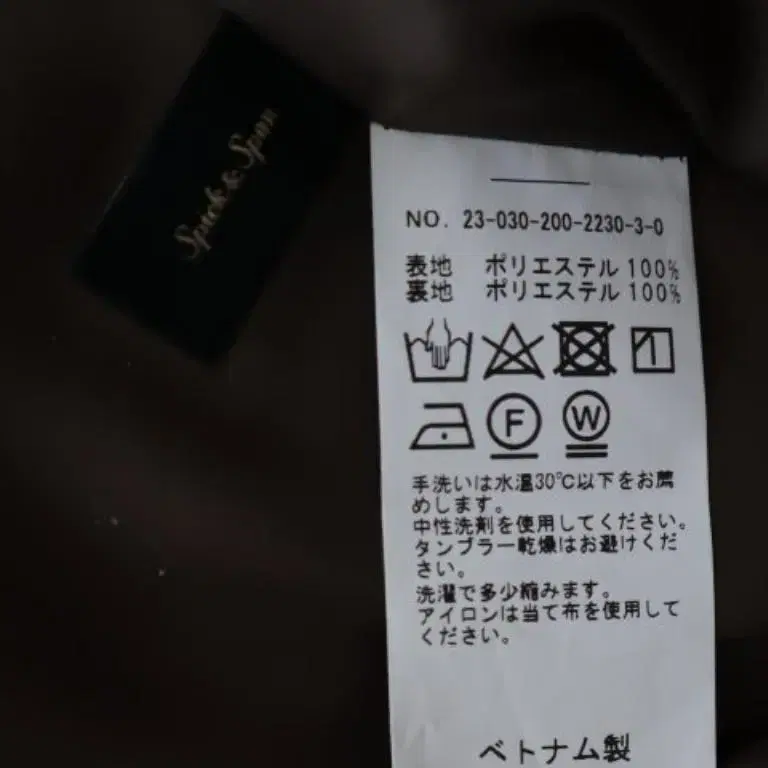 Spick & Span
NO. 23-030-200-2230-3-0
表地 ポリエステル 100%
裏地 ポリエステル 100%
F
W
手洗いは水温30℃以下をお薦
めします。
中性洗剤を使用してください。
タンブラー乾燥はお避けくだ
さい。
洗濯で多少縮みます。
アイロンは当て布を使用して
ください。
ベトナム製